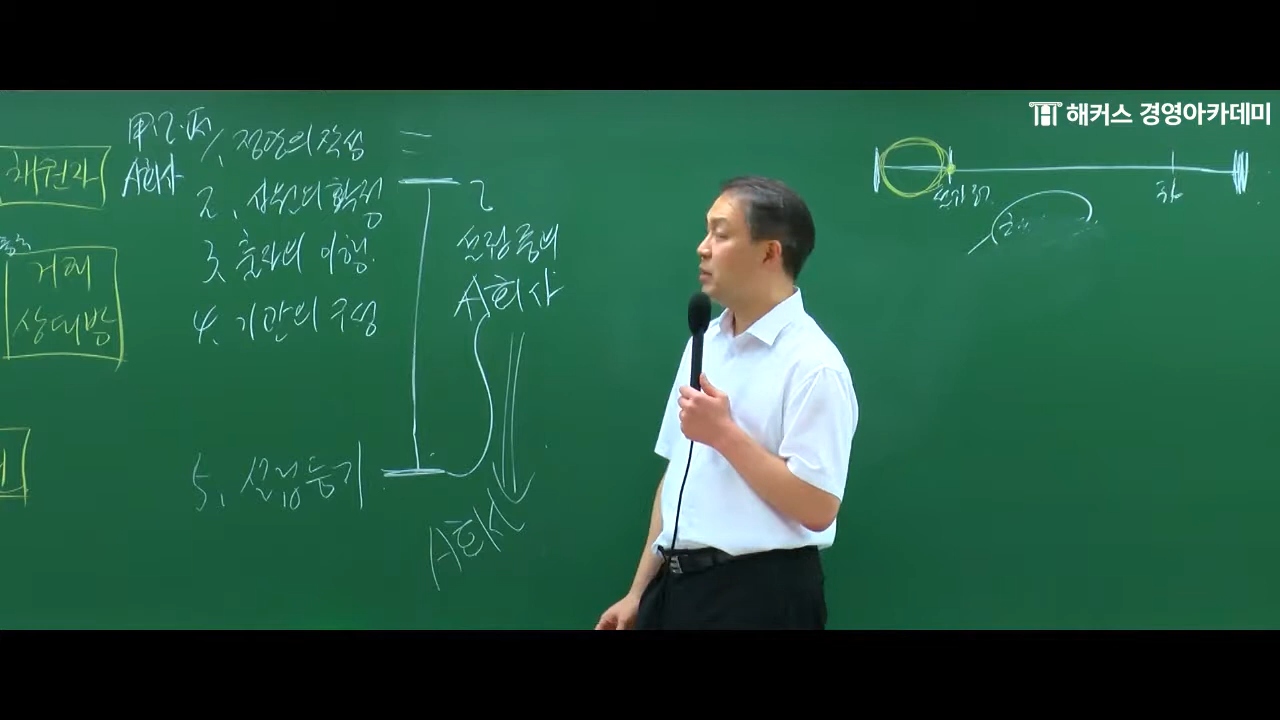 해커스 경영아카데미
甲·乙·丙
A회사
채권자
거래
상대방
1. 정관의 작성
2. 사원의 확정
3. 출자의 이행
4. 기관의 구성
5. 설립등기
설립중의
A회사
A회사